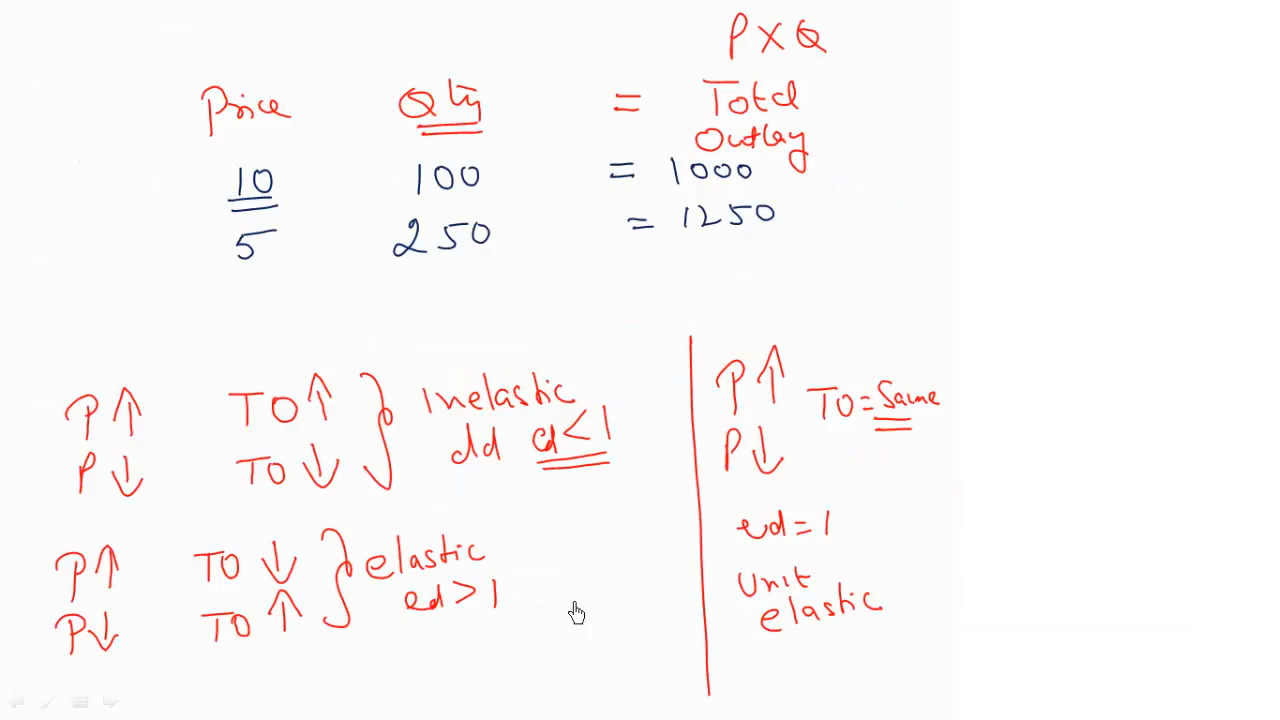 P X Q
Price Qty = Total Outlay
10 100 = 1000
5 250 = 1250
P↑ TO↑ } Inelastic
P↓ TO↓ dd ed<1
P↑ TO↓ } elastic
P↓ TO↑ ed>1
P↑ TO=Same
P↓
ed=1
Unit
elastic